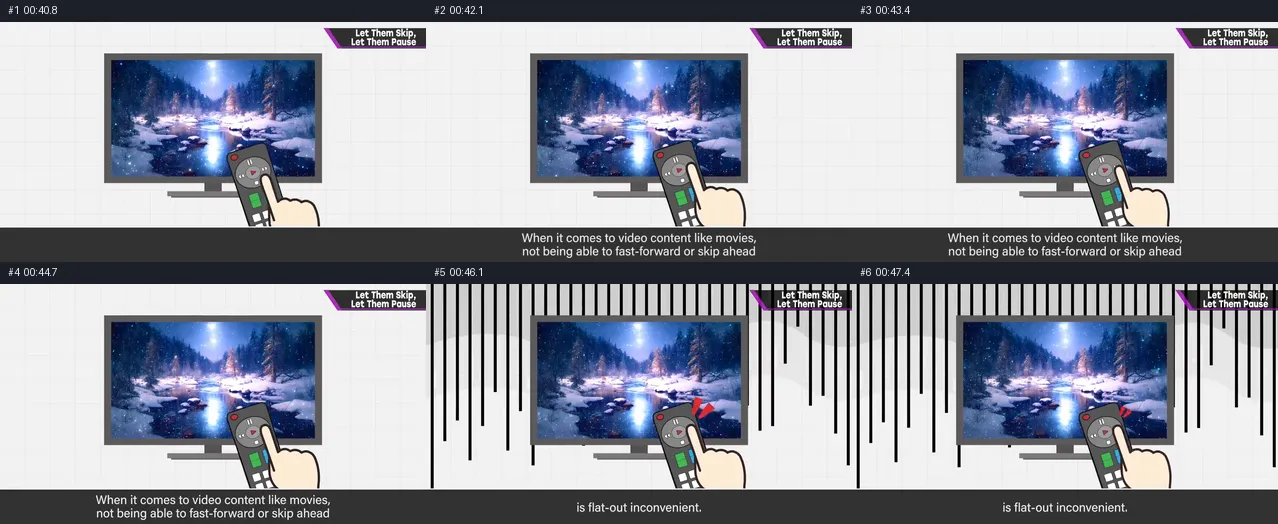 #1 00:40.8
Let Them Skip,
Let Them Pause
#2 00:42.1
Let Them Skip,
Let Them Pause
When it comes to video content like movies,
not being able to fast-forward or skip ahead
#3 00:43.4
Let Them Skip,
Let Them Pause
When it comes to video content like movies,
not being able to fast-forward or skip ahead
#4 00:44.7
Let Them Skip,
Let Them Pause
When it comes to video content like movies,
not being able to fast-forward or skip ahead
#5 00:46.1
Let Them Skip,
Let Them Pause
is flat-out inconvenient.
#6 00:47.4
Let Them Skip,
Let Them Pause
is flat-out inconvenient.